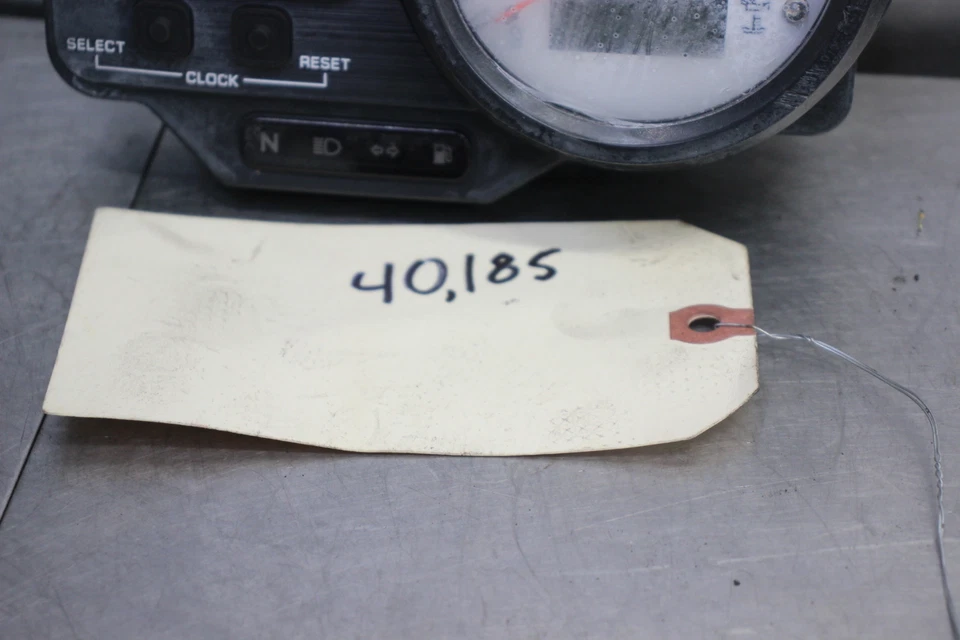 SELECT
RESET
CLOCK
N
40,185